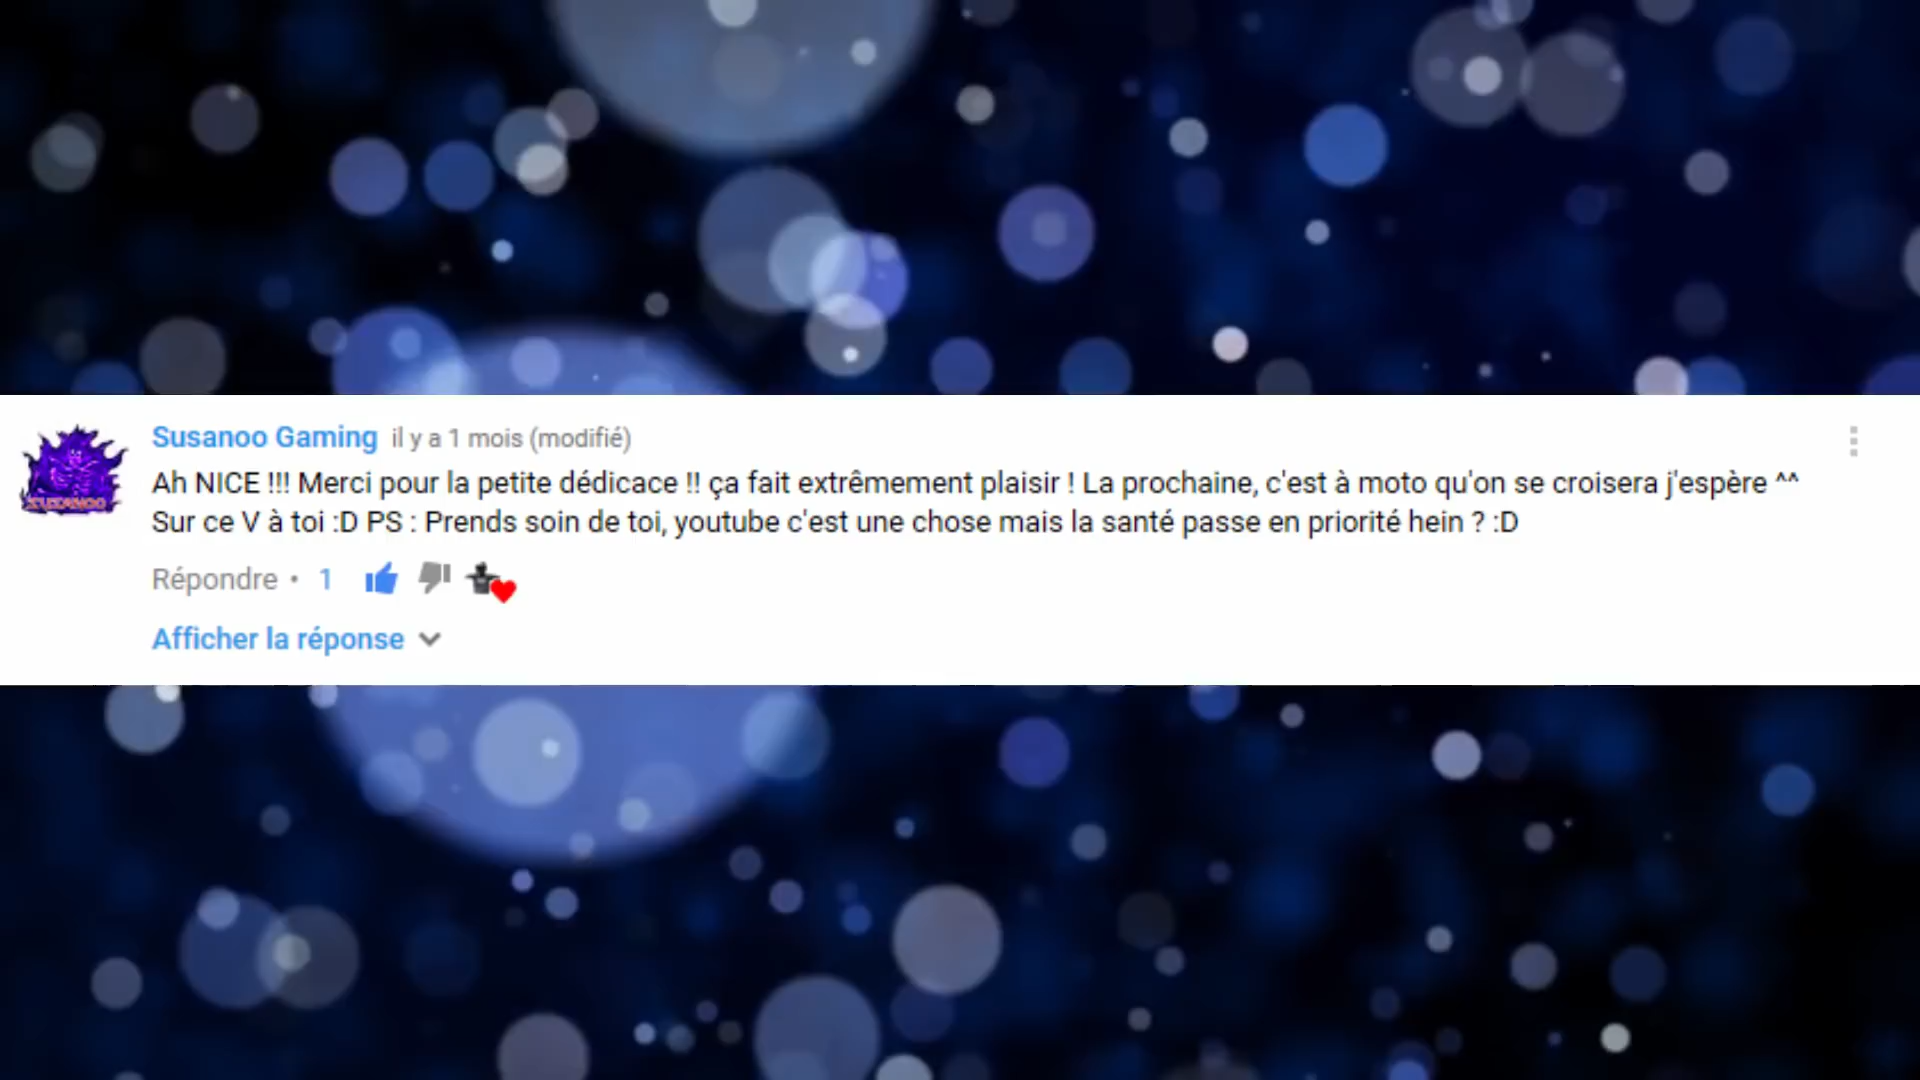 Susanoo Gaming il y a 1 mois (modifié)
Ah NICE !!! Merci pour la petite dédicace !! ça fait extrêmement plaisir ! La prochaine, c'est à moto qu'on se croisera j'espère ^^
Sur ce V à toi :D PS : Prends soin de toi, youtube c'est une chose mais la santé passe en priorité hein ? :D
Répondre • 1
Afficher la réponse
SUSANOO